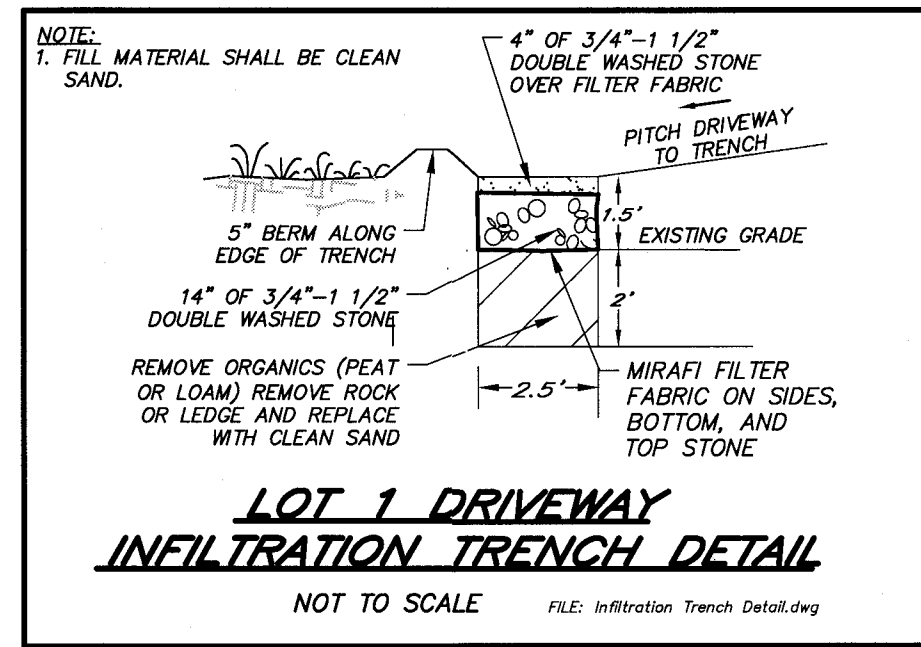 NOTE:
1. FILL MATERIAL SHALL BE CLEAN
SAND.
4" OF 3/4"-1 1/2"
DOUBLE WASHED STONE
OVER FILTER FABRIC
PITCH DRIVEWAY
TO TRENCH
1.5'
5" BERM ALONG
EDGE OF TRENCH
EXISTING GRADE
14" OF 3/4"-1 1/2"
DOUBLE WASHED STONE
2'
REMOVE ORGANICS (PEAT
OR LOAM) REMOVE ROCK
OR LEDGE AND REPLACE
WITH CLEAN SAND
2.5'
MIRAFI FILTER
FABRIC ON SIDES,
BOTTOM, AND
TOP STONE
LOT 1 DRIVEWAY
INFILTRATION TRENCH DETAIL
NOT TO SCALE
FILE: Infiltration Trench Detail.dwg